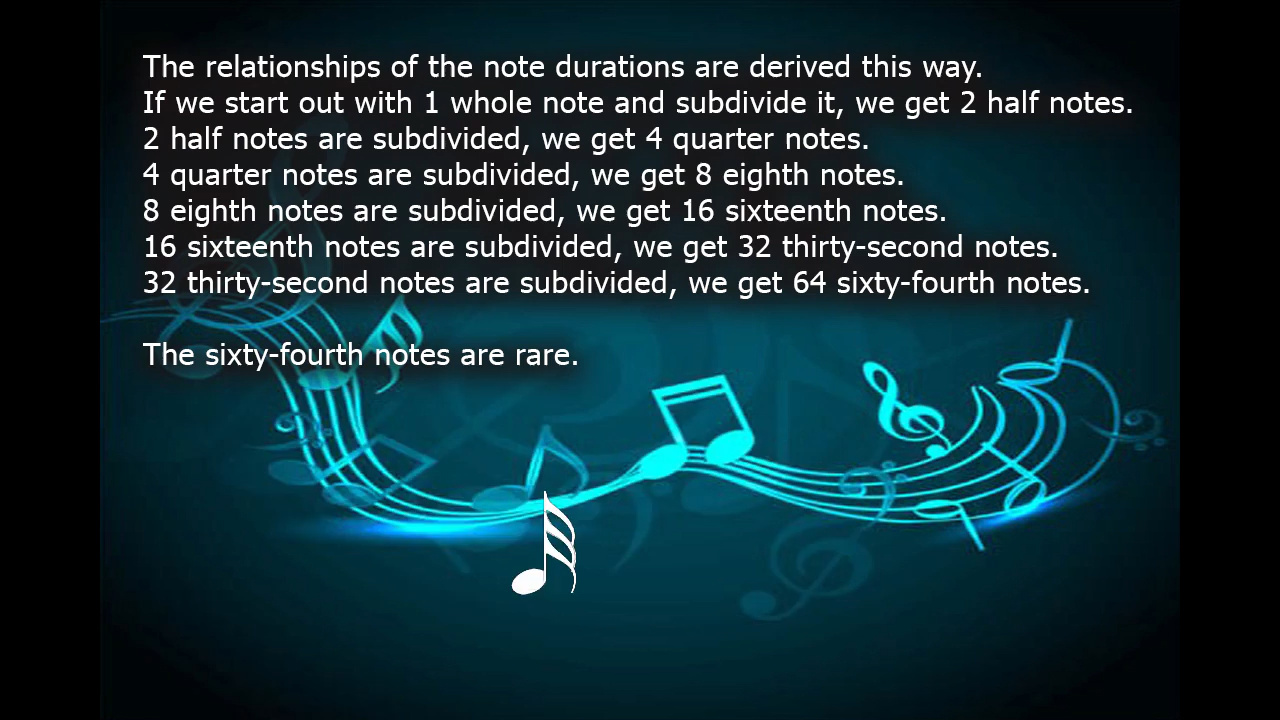 The relationships of the note durations are derived this way.
If we start out with 1 whole note and subdivide it, we get 2 half notes.
2 half notes are subdivided, we get 4 quarter notes.
4 quarter notes are subdivided, we get 8 eighth notes.
8 eighth notes are subdivided, we get 16 sixteenth notes.
16 sixteenth notes are subdivided, we get 32 thirty-second notes.
32 thirty-second notes are subdivided, we get 64 sixty-fourth notes.
The sixty-fourth notes are rare.